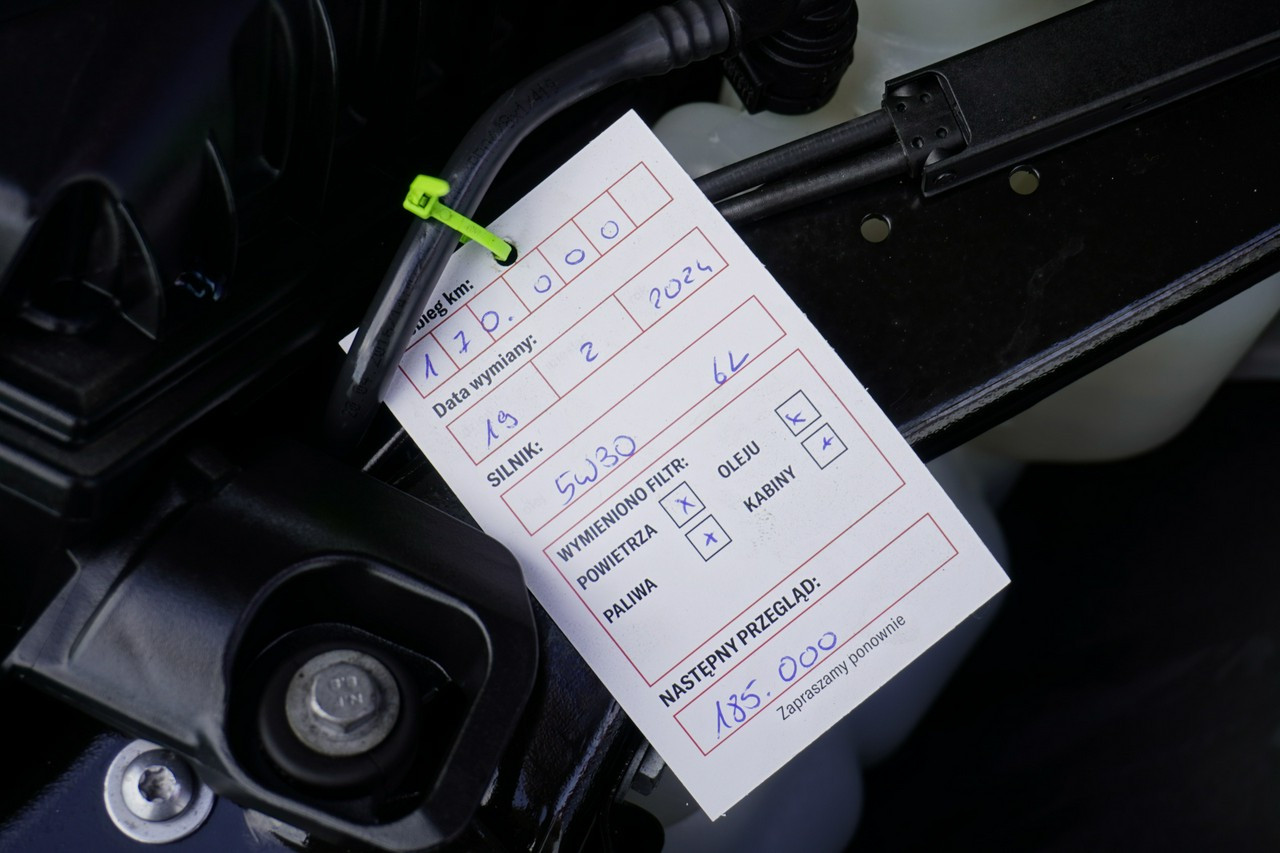 bieg km:
170.000
Data wymiany:
19 2 2024
SILNIK:
5W30 6L
WYMIENIONO FILTR:
POWIETRZA X OLEJU X
PALIWA X KABINY X
NASTĘPNY PRZEGLĄD:
185.000
Zapraszamy ponownie